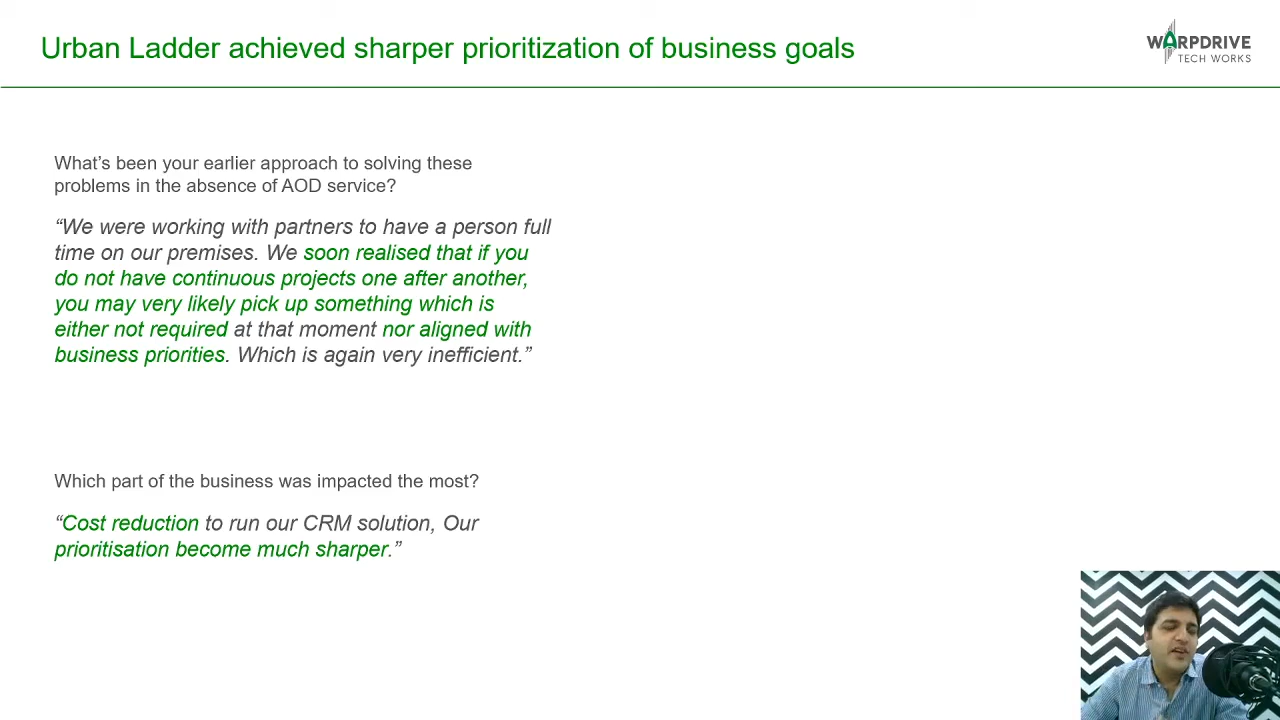 Urban Ladder achieved sharper prioritization of business goals
WARPDRIVE
TECH WORKS
What’s been your earlier approach to solving these
problems in the absence of AOD service?
“We were working with partners to have a person full
time on our premises. We soon realised that if you
do not have continuous projects one after another,
you may very likely pick up something which is
either not required at that moment nor aligned with
business priorities. Which is again very inefficient.”
Which part of the business was impacted the most?
“Cost reduction to run our CRM solution, Our
prioritisation become much sharper.”